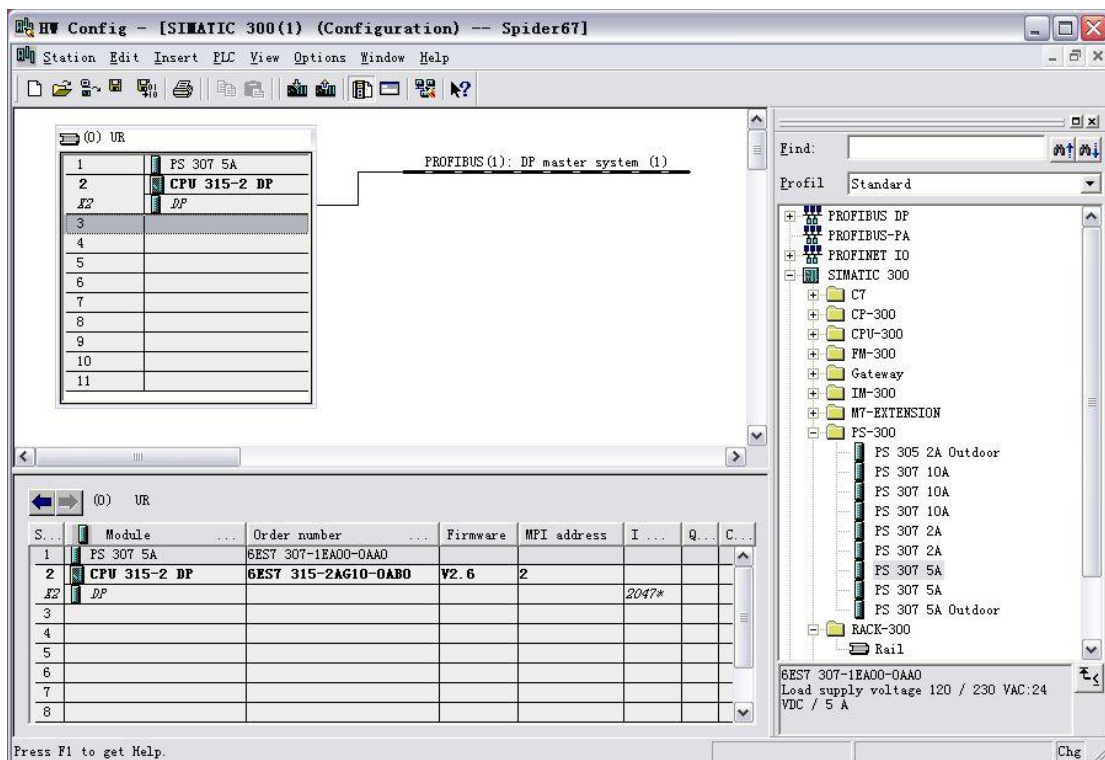 HW Config - [SIMATIC 300(1) (Configuration) -- Spider67]
Station Edit Insert PLC View Options Window Help
(0) UR
1 PS 307 5A
2 CPU 315-2 DP
X2 DP
3
4
5
6
7
8
9
10
11
PROFIBUS(1): DP master system (1)
(0) UR
S... Module ... Order number ... Firmware MPI address I ... Q... C...
1 PS 307 5A 6ES7 307-1EA00-0AA0
2 CPU 315-2 DP 6ES7 315-2AG10-0AB0 V2.6 2
X2 DP 2047*
3
4
5
6
7
8
Find:
Profil Standard
PROFIBUS DP
PROFIBUS-PA
PROFINET IO
SIMATIC 300
C7
CP-300
CPU-300
FM-300
Gateway
IM-300
M7-EXTENSION
PS-300
PS 305 2A Outdoor
PS 307 10A
PS 307 10A
PS 307 10A
PS 307 2A
PS 307 2A
PS 307 5A
PS 307 5A
PS 307 5A Outdoor
RACK-300
Rail
6ES7 307-1EA00-0AA0
Load supply voltage 120 / 230 VAC:24
VDC / 5 A
Press F1 to get Help.
Chg